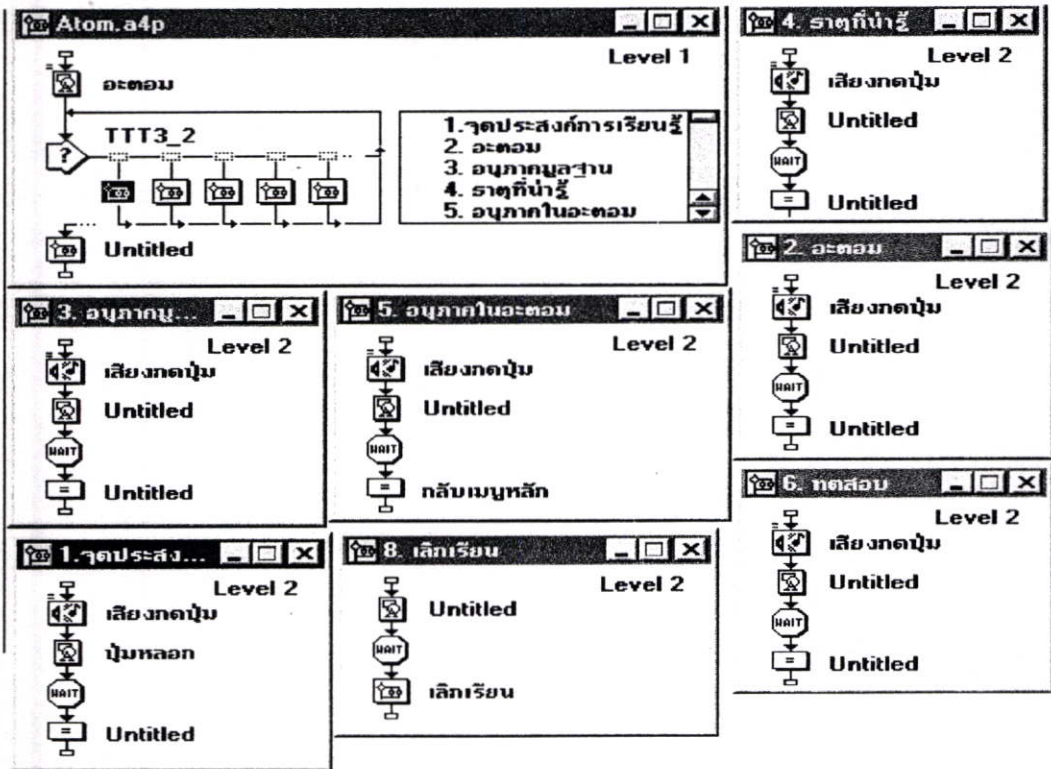 Atom.a4p
Level 1
อะตอม
TTT3_2
?
1.จุดประสงค์การเรียนรู้
2. อะตอม
3. อนุภาคมูลฐาน
4. ธาตุที่น่ารู้
5. อนุภาคในอะตอม
Untitled
4. ธาตุที่น่ารู้
Level 2
เสียงกดปุ่ม
Untitled
WAIT
=
Untitled
2. อะตอม
Level 2
เสียงกดปุ่ม
Untitled
WAIT
=
Untitled
3. อนุภาคมู...
Level 2
เสียงกดปุ่ม
Untitled
WAIT
=
Untitled
5. อนุภาคในอะตอม
Level 2
เสียงกดปุ่ม
Untitled
WAIT
=
กลับเมนูหลัก
6. ทดสอบ
Level 2
เสียงกดปุ่ม
Untitled
WAIT
=
Untitled
1.จุดประสง...
Level 2
เสียงกดปุ่ม
ปุ่มหลอก
WAIT
=
Untitled
8. เลิกเรียน
Level 2
Untitled
WAIT
เลิกเรียน